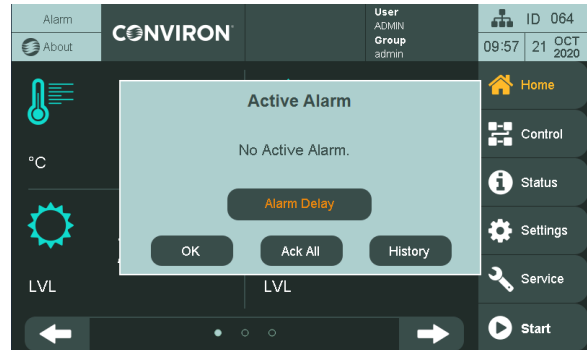 Alarm
About
CONVIRON
User
ADMIN
Group
admin
ID 064
09:57
21 OCT
2020
Active Alarm
No Active Alarm.
Alarm Delay
OK
Ack All
History
°C
LVL
LVL
Home
Control
Status
Settings
Service
Start